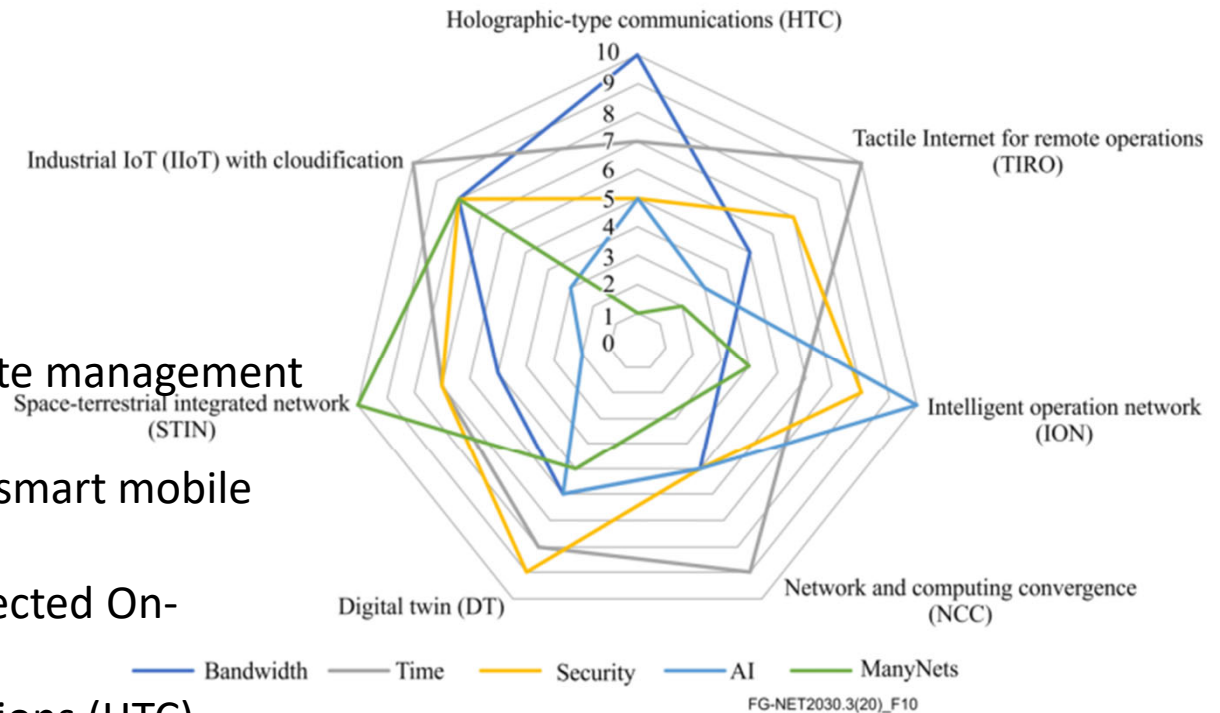 Holographic-type communications (HTC)
10
9
8
7
6
5
4
3
2
1
0
Tactile Internet for remote operations
(TIRO)
Industrial IoT (IIoT) with cloudification
te management
Space-terrestrial integrated network
(STIN)
Intelligent operation network
(ION)
smart mobile
ected On-
Digital twin (DT)
Network and computing convergence
(NCC)
Bandwidth Time Security AI ManyNets
ions (HTC)
FG-NET2030.3(20)_F10